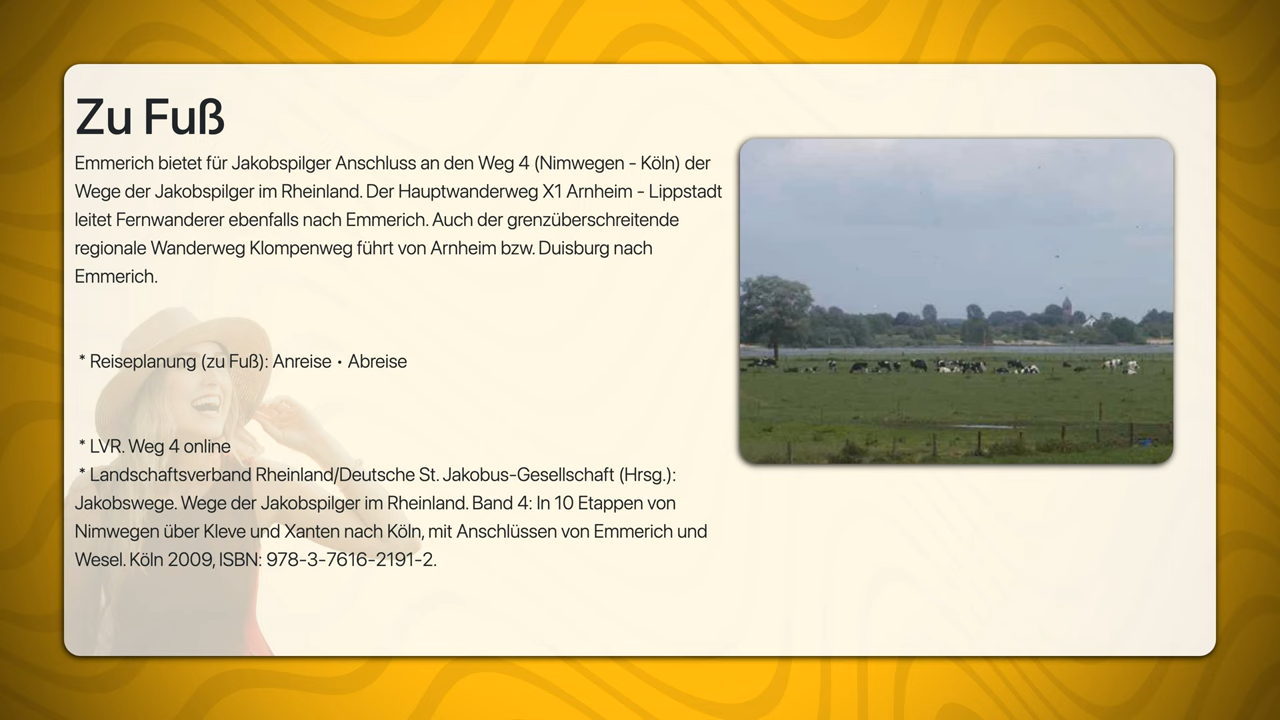 Zu Fuß
Emmerich bietet für Jakobspilger Anschluss an den Weg 4 (Nimwegen - Köln) der
Wege der Jakobspilger im Rheinland. Der Hauptwanderweg X1 Arnheim - Lippstadt
leitet Fernwanderer ebenfalls nach Emmerich. Auch der grenzüberschreitende
regionale Wanderweg Klompenweg führt von Arnheim bzw. Duisburg nach
Emmerich.
* Reiseplanung (zu Fuß): Anreise · Abreise
* LVR. Weg 4 online
* Landschaftsverband Rheinland/Deutsche St. Jakobus-Gesellschaft (Hrsg.):
Jakobswege. Wege der Jakobspilger im Rheinland. Band 4: In 10 Etappen von
Nimwegen über Kleve und Xanten nach Köln, mit Anschlüssen von Emmerich und
Wesel. Köln 2009, ISBN: 978-3-7616-2191-2.